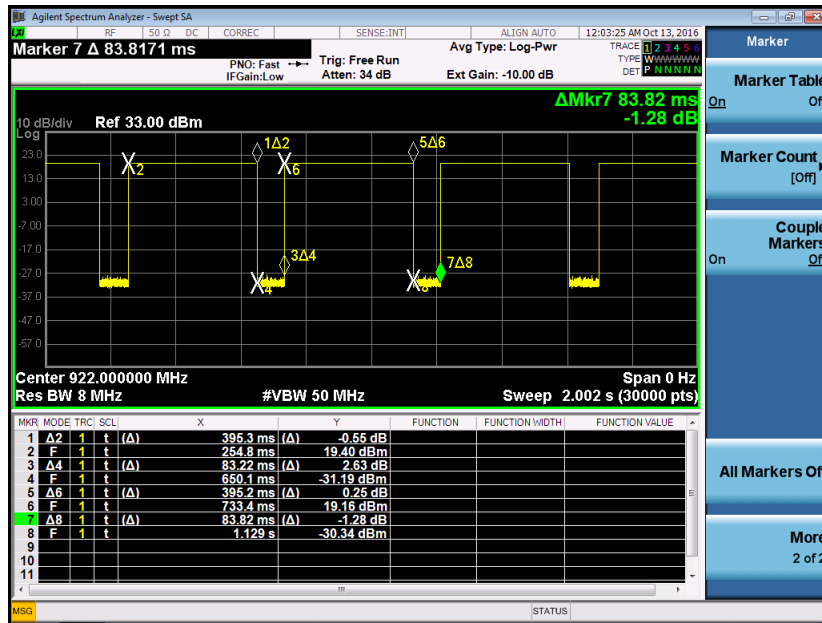 Agilent Spectrum Analyzer - Swept SA
LXI RF 50 Ω DC CORREC SENSE:INT ALIGN AUTO 12:03:25 AM Oct 13, 2016
Marker 7 Δ 83.8171 ms
PNO: Fast
IFGain:Low
Trig: Free Run
Atten: 34 dB
Avg Type: Log-Pwr
Ext Gain: -10.00 dB
TRACE 1 2 3 4 5 6
TYPE WWWWWW
DET P N N N N N
ΔMkr7 83.82 ms
-1.28 dB
10 dB/div Ref 33.00 dBm
Log
23.0
13.0
3.00
-7.00
-17.0
-27.0
-37.0
-47.0
-57.0
2
1Δ2
6
5Δ6
3Δ4
4
7Δ8
8
Center 922.000000 MHz
Span 0 Hz
Res BW 8 MHz
#VBW 50 MHz
Sweep 2.002 s (30000 pts)
MKR MODE TRC SCL X Y FUNCTION FUNCTION WIDTH FUNCTION VALUE
1 Δ2 1 t (Δ) 395.3 ms (Δ) -0.55 dB
2 F 1 t 254.8 ms 19.40 dBm
3 Δ4 1 t (Δ) 83.22 ms (Δ) 2.63 dB
4 F 1 t 650.1 ms -31.19 dBm
5 Δ6 1 t (Δ) 395.2 ms (Δ) 0.25 dB
6 F 1 t 733.4 ms 19.16 dBm
7 Δ8 1 t (Δ) 83.82 ms (Δ) -1.28 dB
8 F 1 t 1.129 s -30.34 dBm
9
10
11
MSG
STATUS
Marker
Marker Table
On Of
Marker Count
[Off]
Couple
Markers
On Of
All Markers Of
More
2 of 2